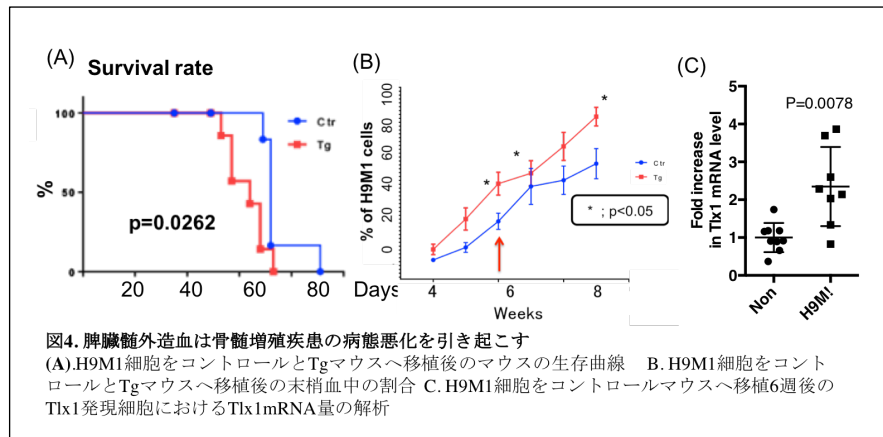 (A)
Survival rate
100
50
0
%
p=0.0262
Ctr
Tg
20 40 60 80 Days
(B)
% of H9M1 cells
100
80
60
40
20
0
*
*
*
Ctr
Tg
* ; p<0.05
4 6 8
Weeks
(C)
P=0.0078
Fold increase
in Tlx1 mRNA level
5
4
3
2
1
0
Non
H9M!
図4. 脾臓髄外造血は骨髄増殖疾患の病態悪化を引き起こす
(A).H9M1細胞をコントロールとTgマウスへ移植後のマウスの生存曲線 B. H9M1細胞をコント
ロールとTgマウスへ移植後の末梢血中の割合 C. H9M1細胞をコントロールマウスへ移植6週後の
Tlx1発現細胞におけるTlx1mRNA量の解析